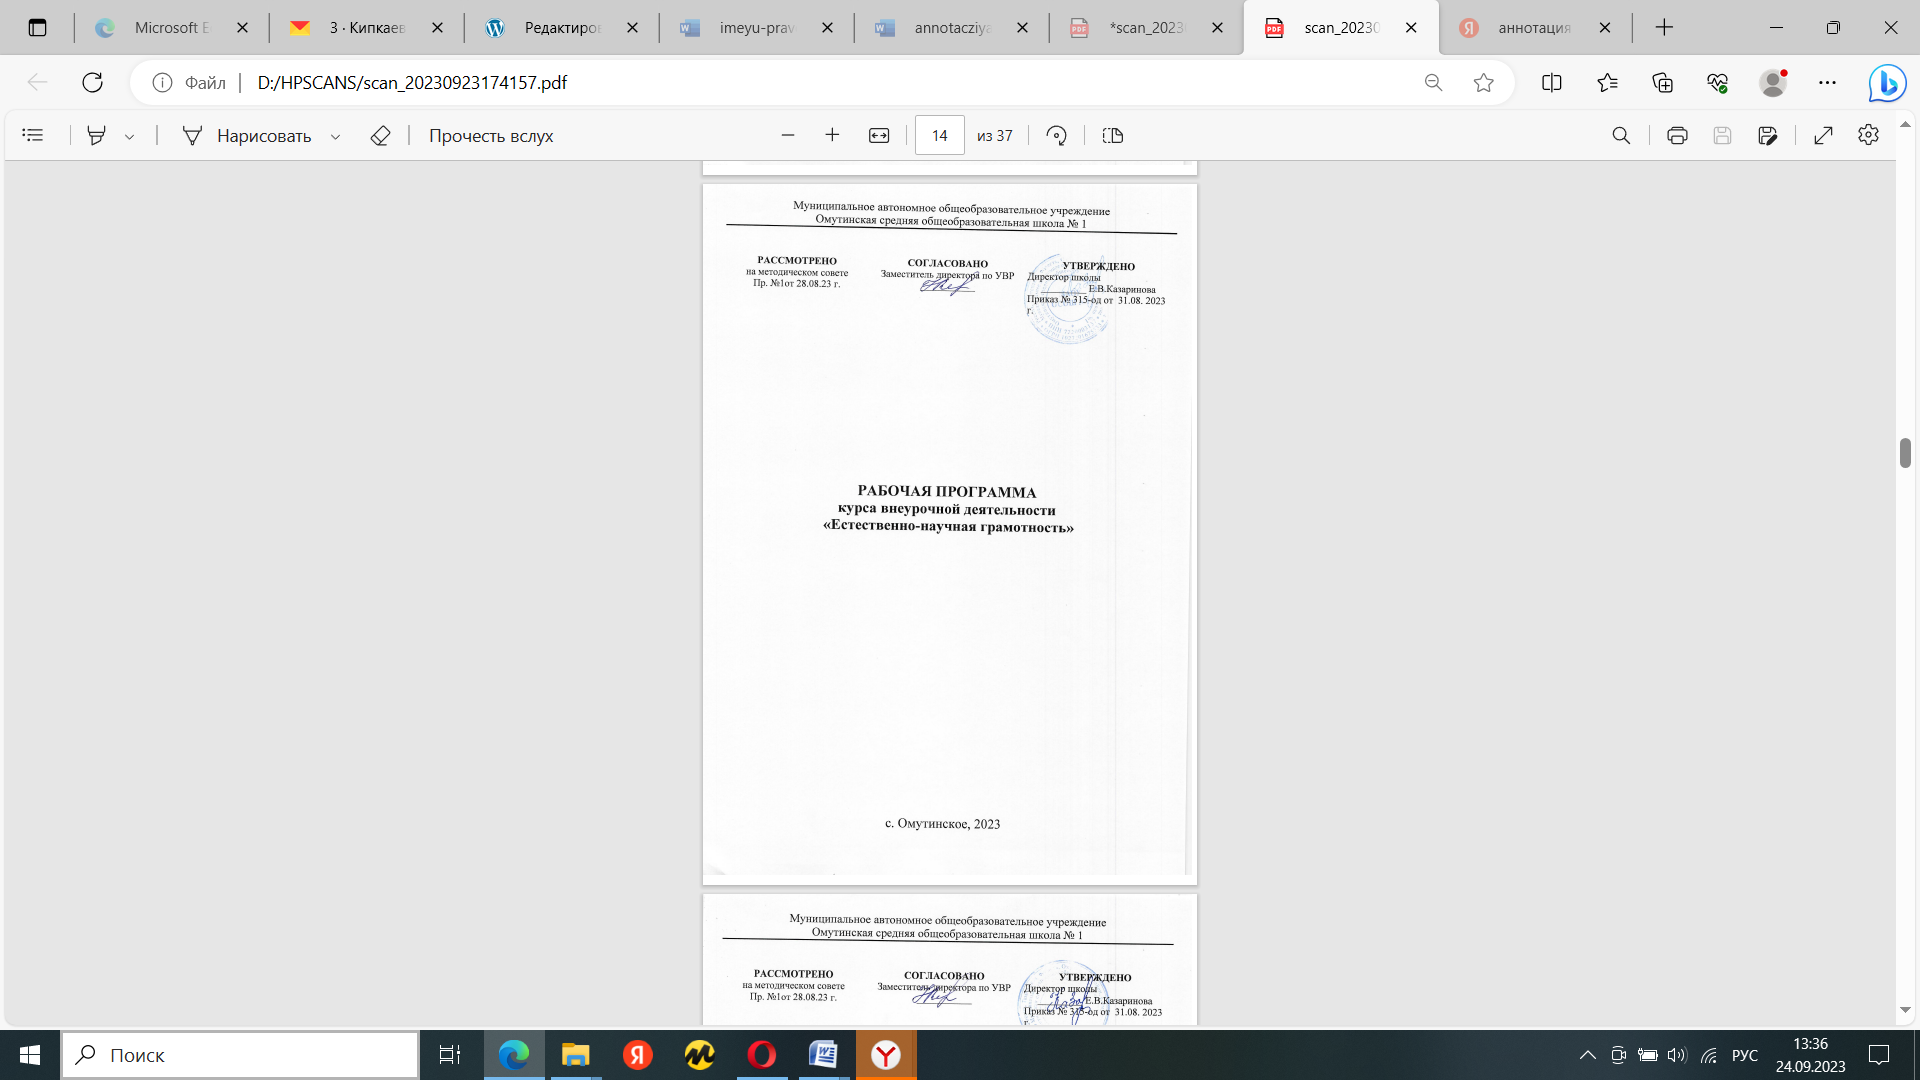 Microsoft E
3 · Кипкаев
Редактиров
imeyu-prav
annotacziya
*scan_2023
scan_20230
аннотация
Файл
D:/HPSCANS/scan_20230923174157.pdf
Нарисовать
Прочесть вслух
14
из 37
Муниципальное автономное общеобразовательное учреждение
Омутинская средняя общеобразовательная школа № 1
РАССМОТРЕНО
на методическом совете
Пр. №1от 28.08.23 г.
СОГЛАСОВАНО
Заместитель директора по УВР
УТВЕРЖДЕНО
Директор школы
Е.В.Казаринова
Приказ № 315-од от 31.08. 2023
г.
РАБОЧАЯ ПРОГРАММА
курса внеурочной деятельности
«Естественно-научная грамотность»
с. Омутинское, 2023
Муниципальное автономное общеобразовательное учреждение
Омутинская средняя общеобразовательная школа № 1
РАССМОТРЕНО
на методическом совете
Пр. №1от 28.08.23 г.
СОГЛАСОВАНО
Заместитель директора по УВР
УТВЕРЖДЕНО
Директор школы
Е.В.Казаринова
Приказ № 315-од от 31.08. 2023
Поиск
РУС
13:36
24.09.2023